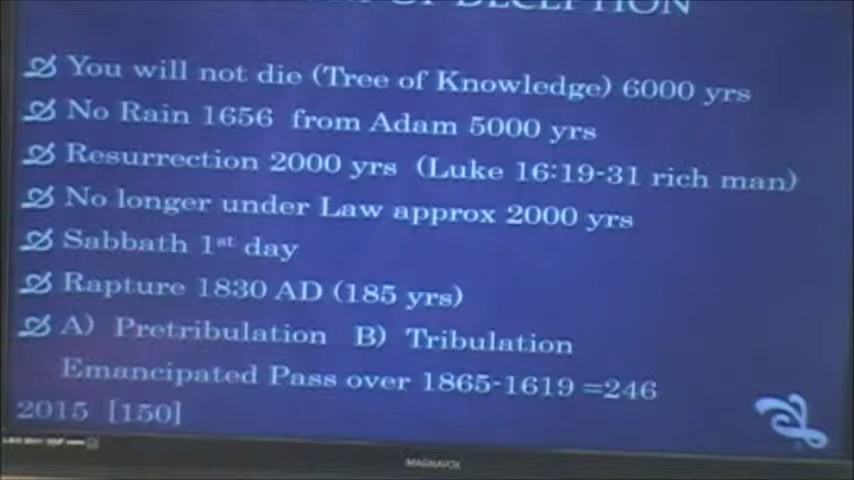 OF DECEPTION
You will not die (Tree of Knowledge) 6000 yrs
No Rain 1656 from Adam 5000 yrs
Resurrection 2000 yrs (Luke 16:19-31 rich man)
No longer under Law approx 2000 yrs
Sabbath 1st day
Rapture 1830 AD (185 yrs)
A) Pretribulation B) Tribulation
Emancipated Pass over 1865-1619 =246
2015 [150]
MAGNAVOX